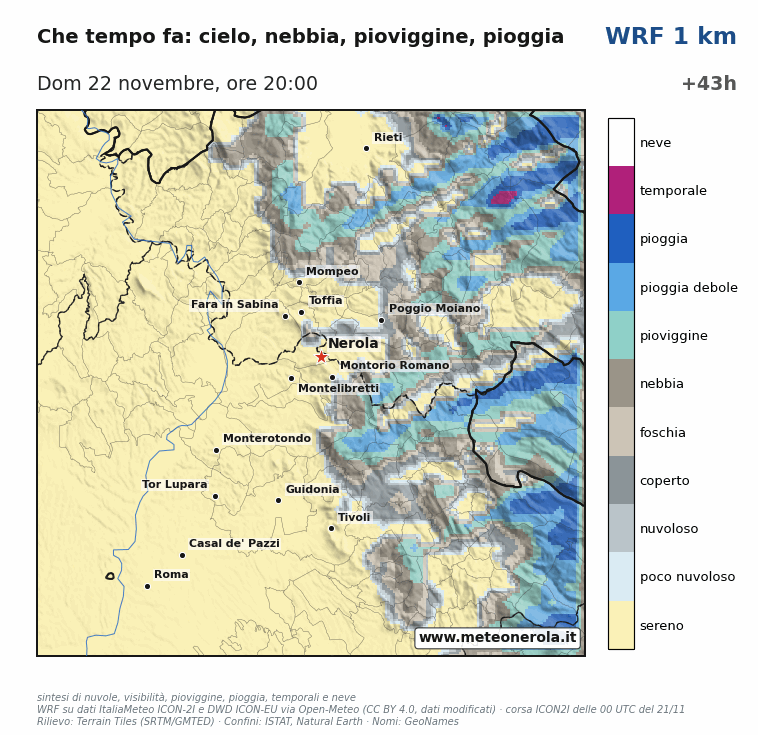 Che tempo fa: cielo, nebbia, pioviggine, pioggia
WRF 1 km
Dom 22 novembre, ore 20:00
+43h
Rieti
Mompeo
Toffia
Fara in Sabina
Poggio Moiano
Nerola
Montorio Romano
Montelibretti
Monterotondo
Tor Lupara
Guidonia
Tivoli
Casal de' Pazzi
Roma
www.meteonerola.it
neve
temporale
pioggia
pioggia debole
pioviggine
nebbia
foschia
coperto
nuvoloso
poco nuvoloso
sereno
sintesi di nuvole, visibilità, pioviggine, pioggia, temporali e neve
WRF su dati ItaliaMeteo ICON-2I e DWD ICON-EU via Open-Meteo (CC BY 4.0, dati modificati) · corsa ICON2I delle 00 UTC del 21/11
Rilievo: Terrain Tiles (SRTM/GMTED) · Confini: ISTAT, Natural Earth · Nomi: GeoNames